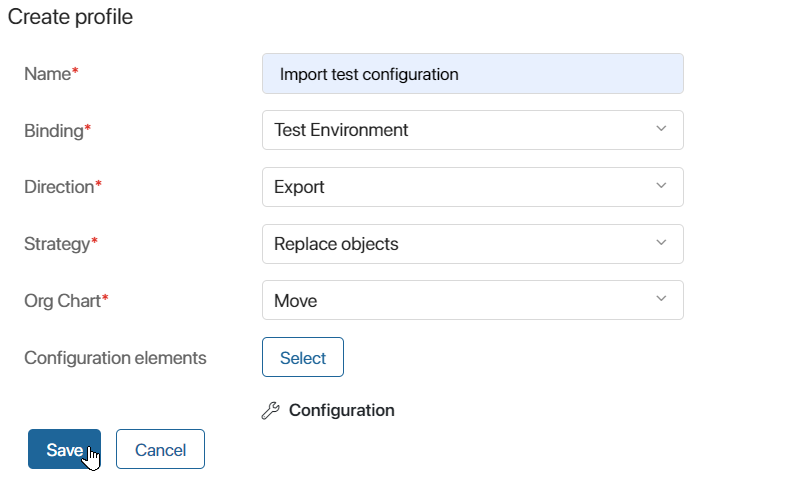 Create profile
Name* Import test configuration
Binding* Test Environment
Direction* Export
Strategy* Replace objects
Org Chart* Move
Configuration elements Select
Configuration
Save Cancel